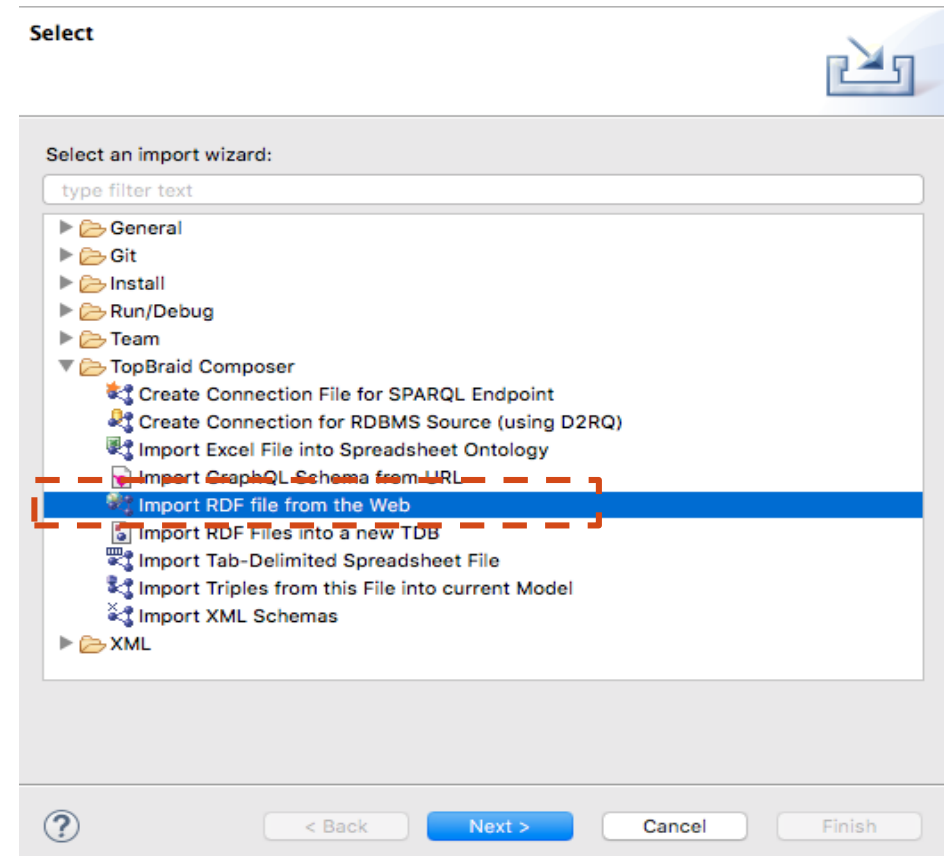 Select
Select an import wizard:
type filter text
General
Git
Install
Run/Debug
Team
TopBraid Composer
Create Connection File for SPARQL Endpoint
Create Connection for RDBMS Source (using D2RQ)
Import Excel File into Spreadsheet Ontology
Import GraphQL Schema from URL
Import RDF file from the Web
Import RDF Files into a new TDB
Import Tab-Delimited Spreadsheet File
Import Triples from this File into current Model
Import XML Schemas
XML
? < Back Next > Cancel Finish